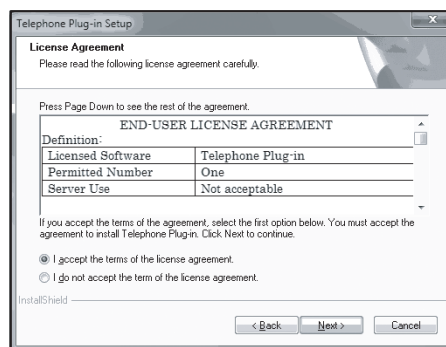 Telephone Plug-in Setup
License Agreement
Please read the following license agreement carefully.
Press Page Down to see the rest of the agreement.
END-USER LICENSE AGREEMENT
Definition:
Licensed Software Telephone Plug-in
Permitted Number One
Server Use Not acceptable
If you accept the terms of the agreement, select the first option below. You must accept the
agreement to install Telephone Plug-in. Click Next to continue.
I accept the terms of the license agreement.
I do not accept the term of the license agreement.
InstallShield
< Back Next > Cancel